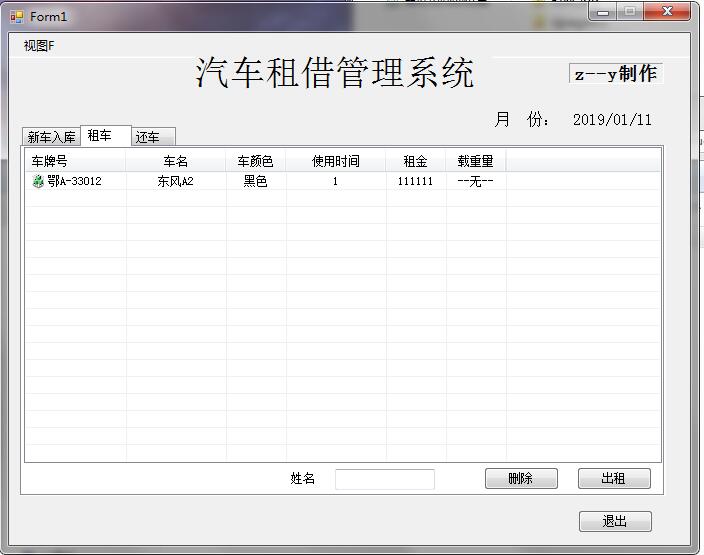 Form1
视图F
汽车租借管理系统
z--y制作
月 份： 2019/01/11
新车入库 租车 还车
车牌号 车名 车颜色 使用时间 租金 载重量
鄂A-33012 东风A2 黑色 1 111111 --无--
姓名 删除 出租
退出